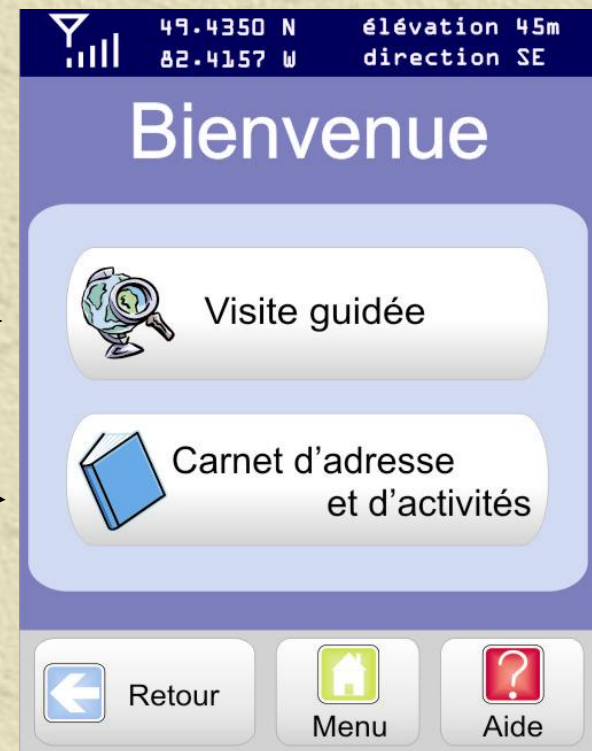 49.4350 N élévation 45m
82.4157 W direction SE
Bienvenue
Visite guidée
Carnet d'adresse
et d'activités
Retour
Menu
Aide